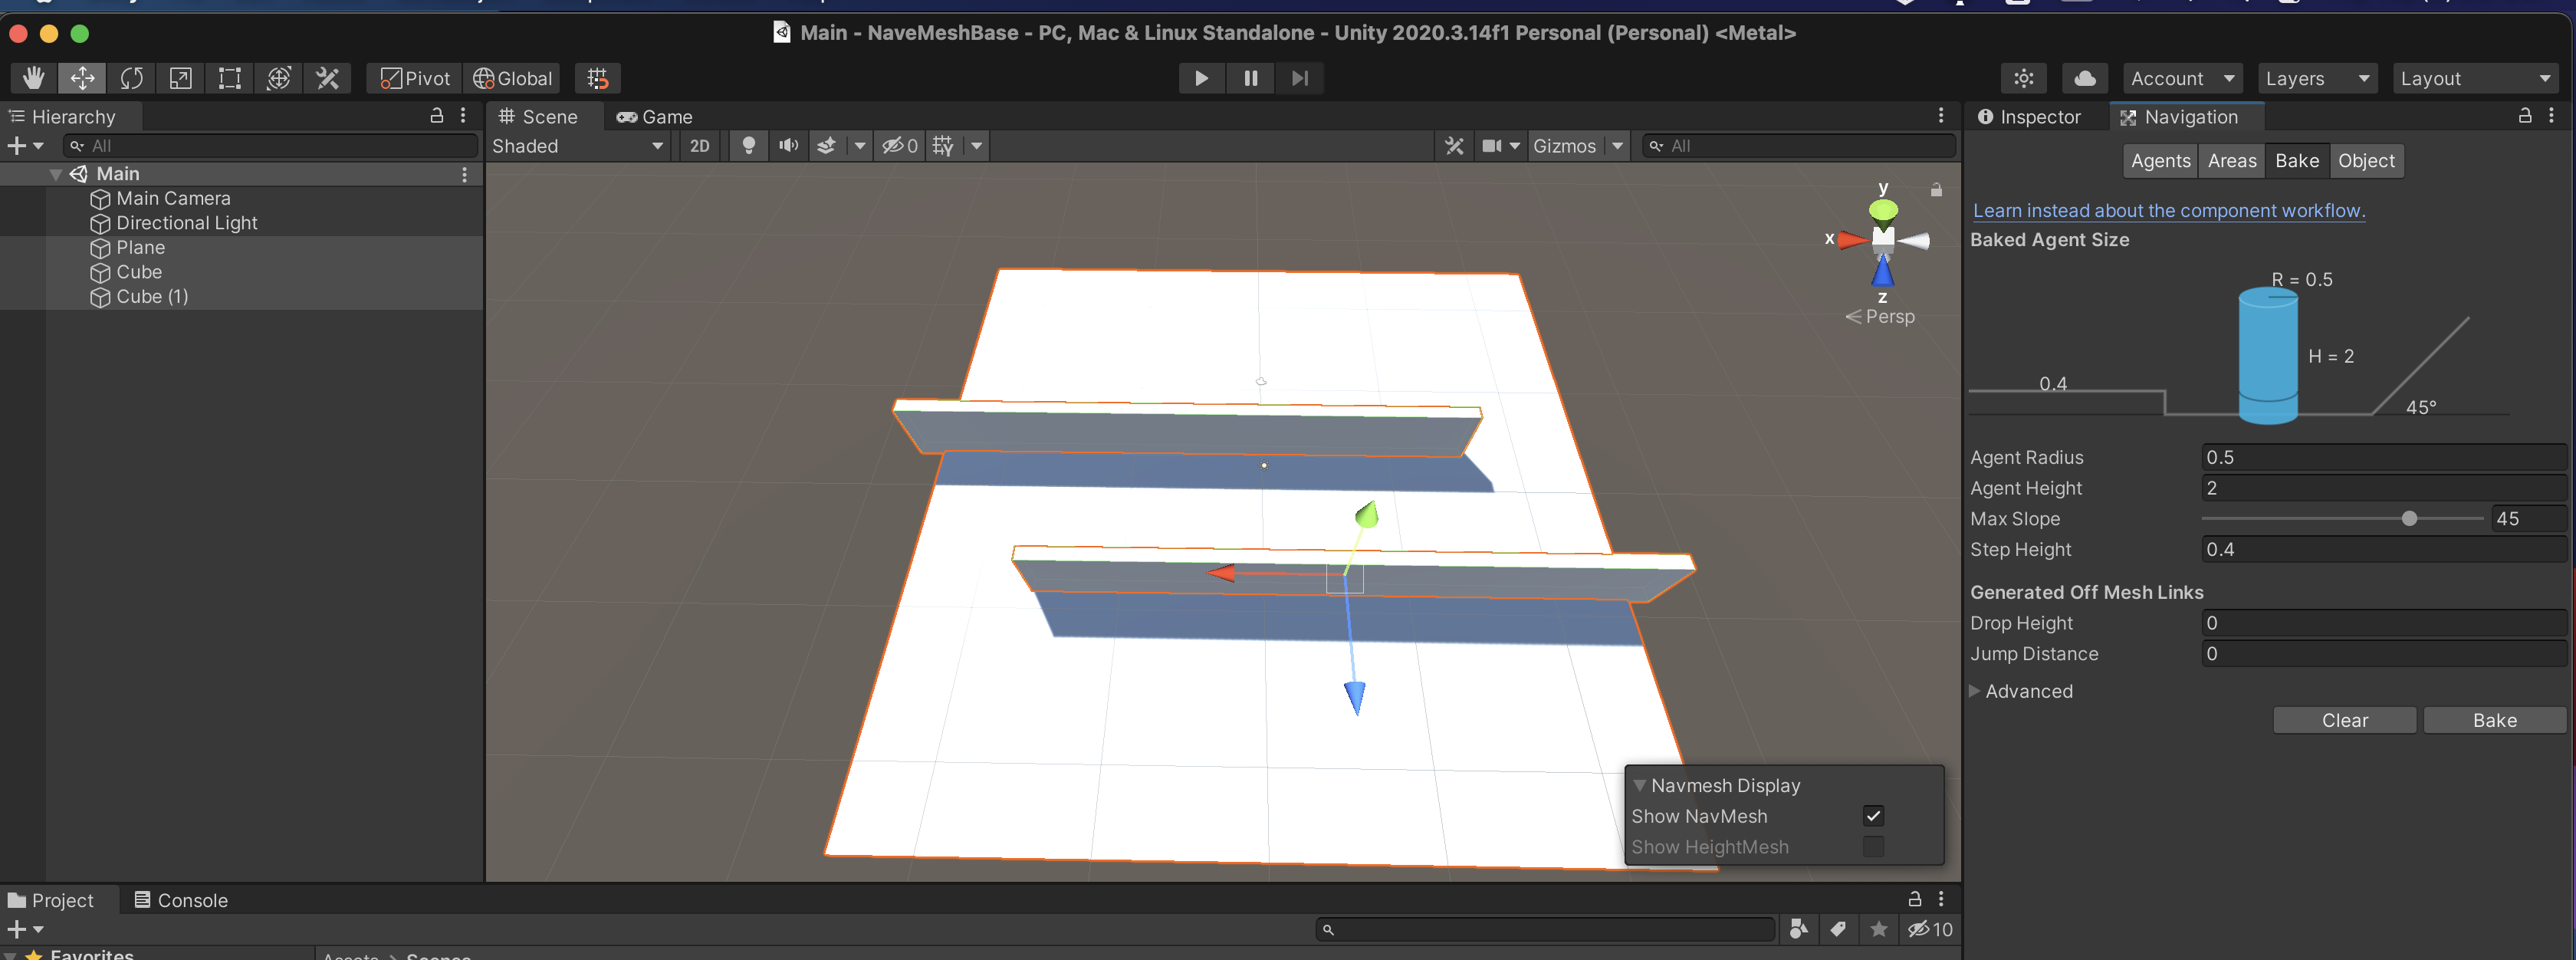 Main - NaveMeshBase - PC, Mac & Linux Standalone - Unity 2020.3.14f1 Personal (Personal) <Metal>
Pivot Global Account Layers Layout
Hierarchy
All
Main
Main Camera
Directional Light
Plane
Cube
Cube (1)
Scene Game
Shaded 2D 0 Gizmos All
y
x
z
Persp
Navmesh Display
Show NavMesh
Show HeightMesh
Inspector Navigation
Agents Areas Bake Object
Learn instead about the component workflow.
Baked Agent Size
R = 0.5
H = 2
0.4
45°
Agent Radius 0.5
Agent Height 2
Max Slope 45
Step Height 0.4
Generated Off Mesh Links
Drop Height 0
Jump Distance 0
Advanced
Clear Bake
Project Console
10
Favorites
Assets > Scenes